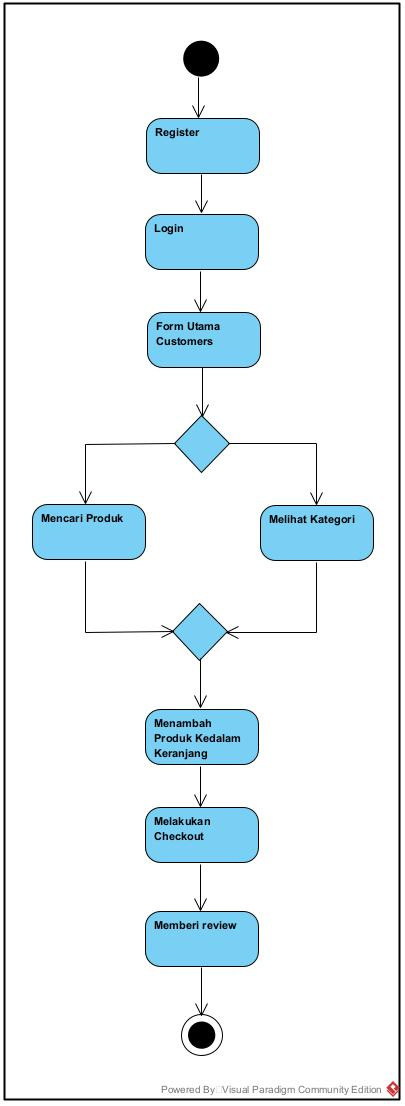 Register
Login
Form Utama
Customers
Mencari Produk
Melihat Kategori
Menambah
Produk Kedalam
Keranjang
Melakukan
Checkout
Memberi review
Powered By Visual Paradigm Community Edition